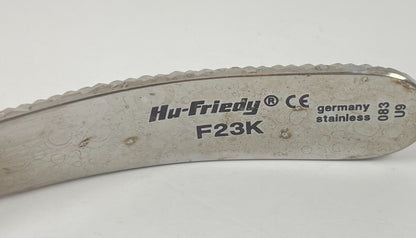 Hu-Friedy® CE
F23K
germany
stainless
083
U9